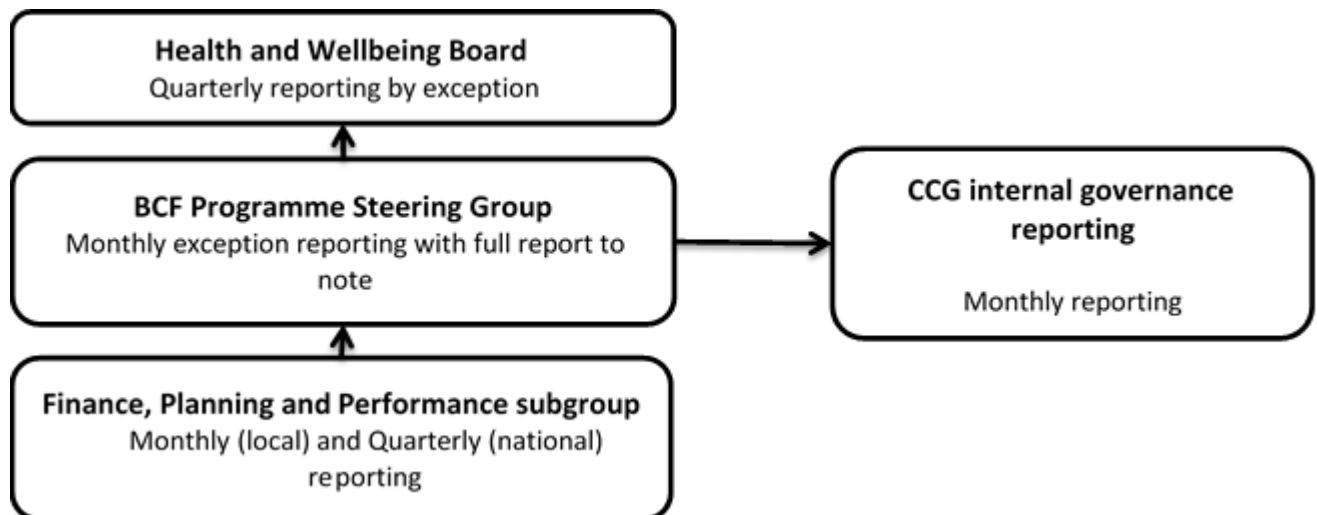 Health and Wellbeing Board
Quarterly reporting by exception
BCF Programme Steering Group
Monthly exception reporting with full report to
note
CCG internal governance
reporting
Monthly reporting
Finance, Planning and Performance subgroup
Monthly (local) and Quarterly (national)
reporting